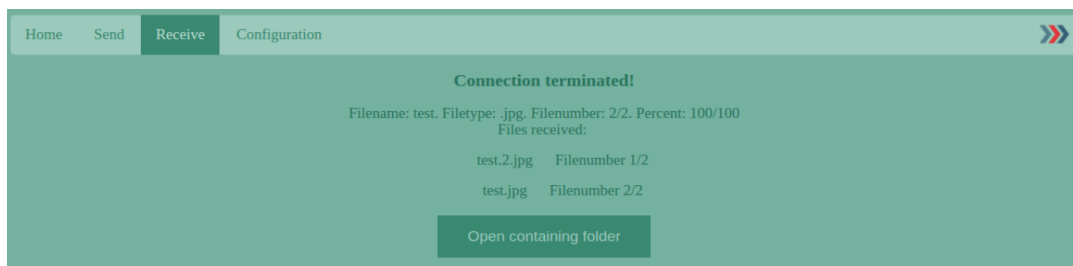 Home Send Receive Configuration
Connection terminated!
Filename: test. Filetype: .jpg. Filenumber: 2/2. Percent: 100/100
Files received:
test.2.jpg Filenumber 1/2
test.jpg Filenumber 2/2
Open containing folder